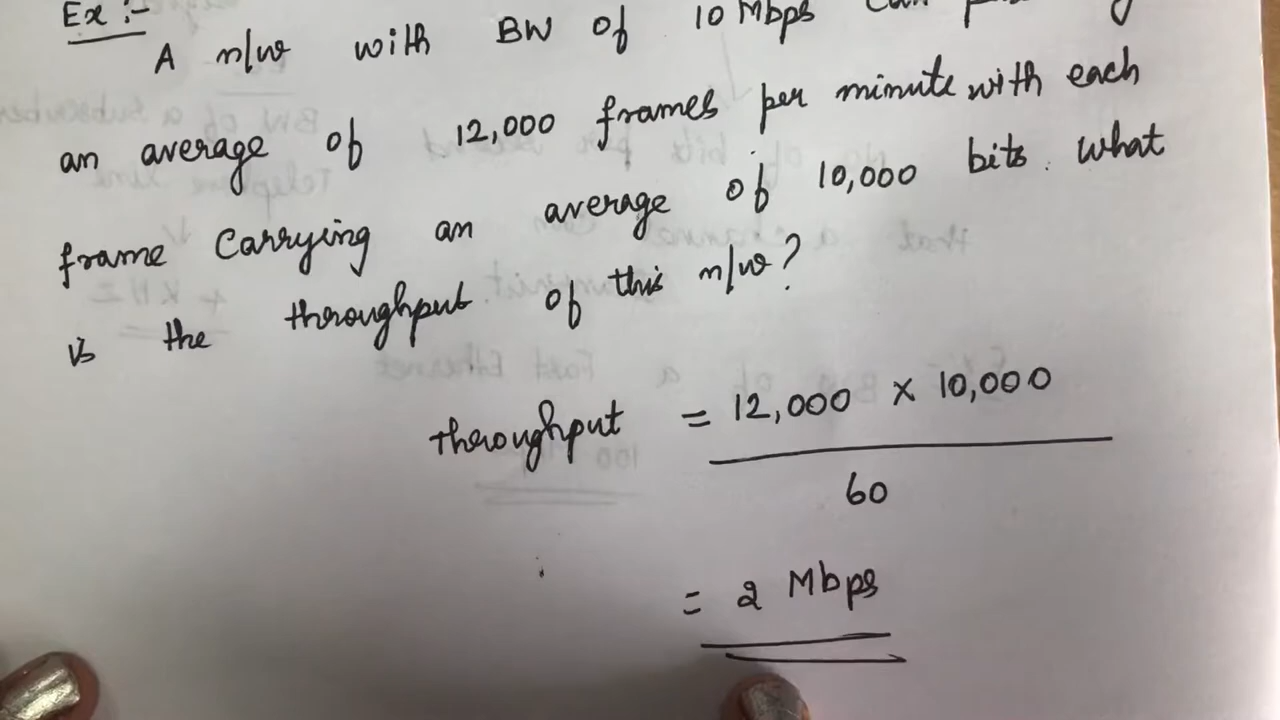 Ex :-
A n/w with BW of 10 Mbps can
an average of 12,000 frames per minute with each
frame carrying an average of 10,000 bits. what
is the throughput of this n/w?
throughput = 12,000 x 10,000
60
= 2 Mbps